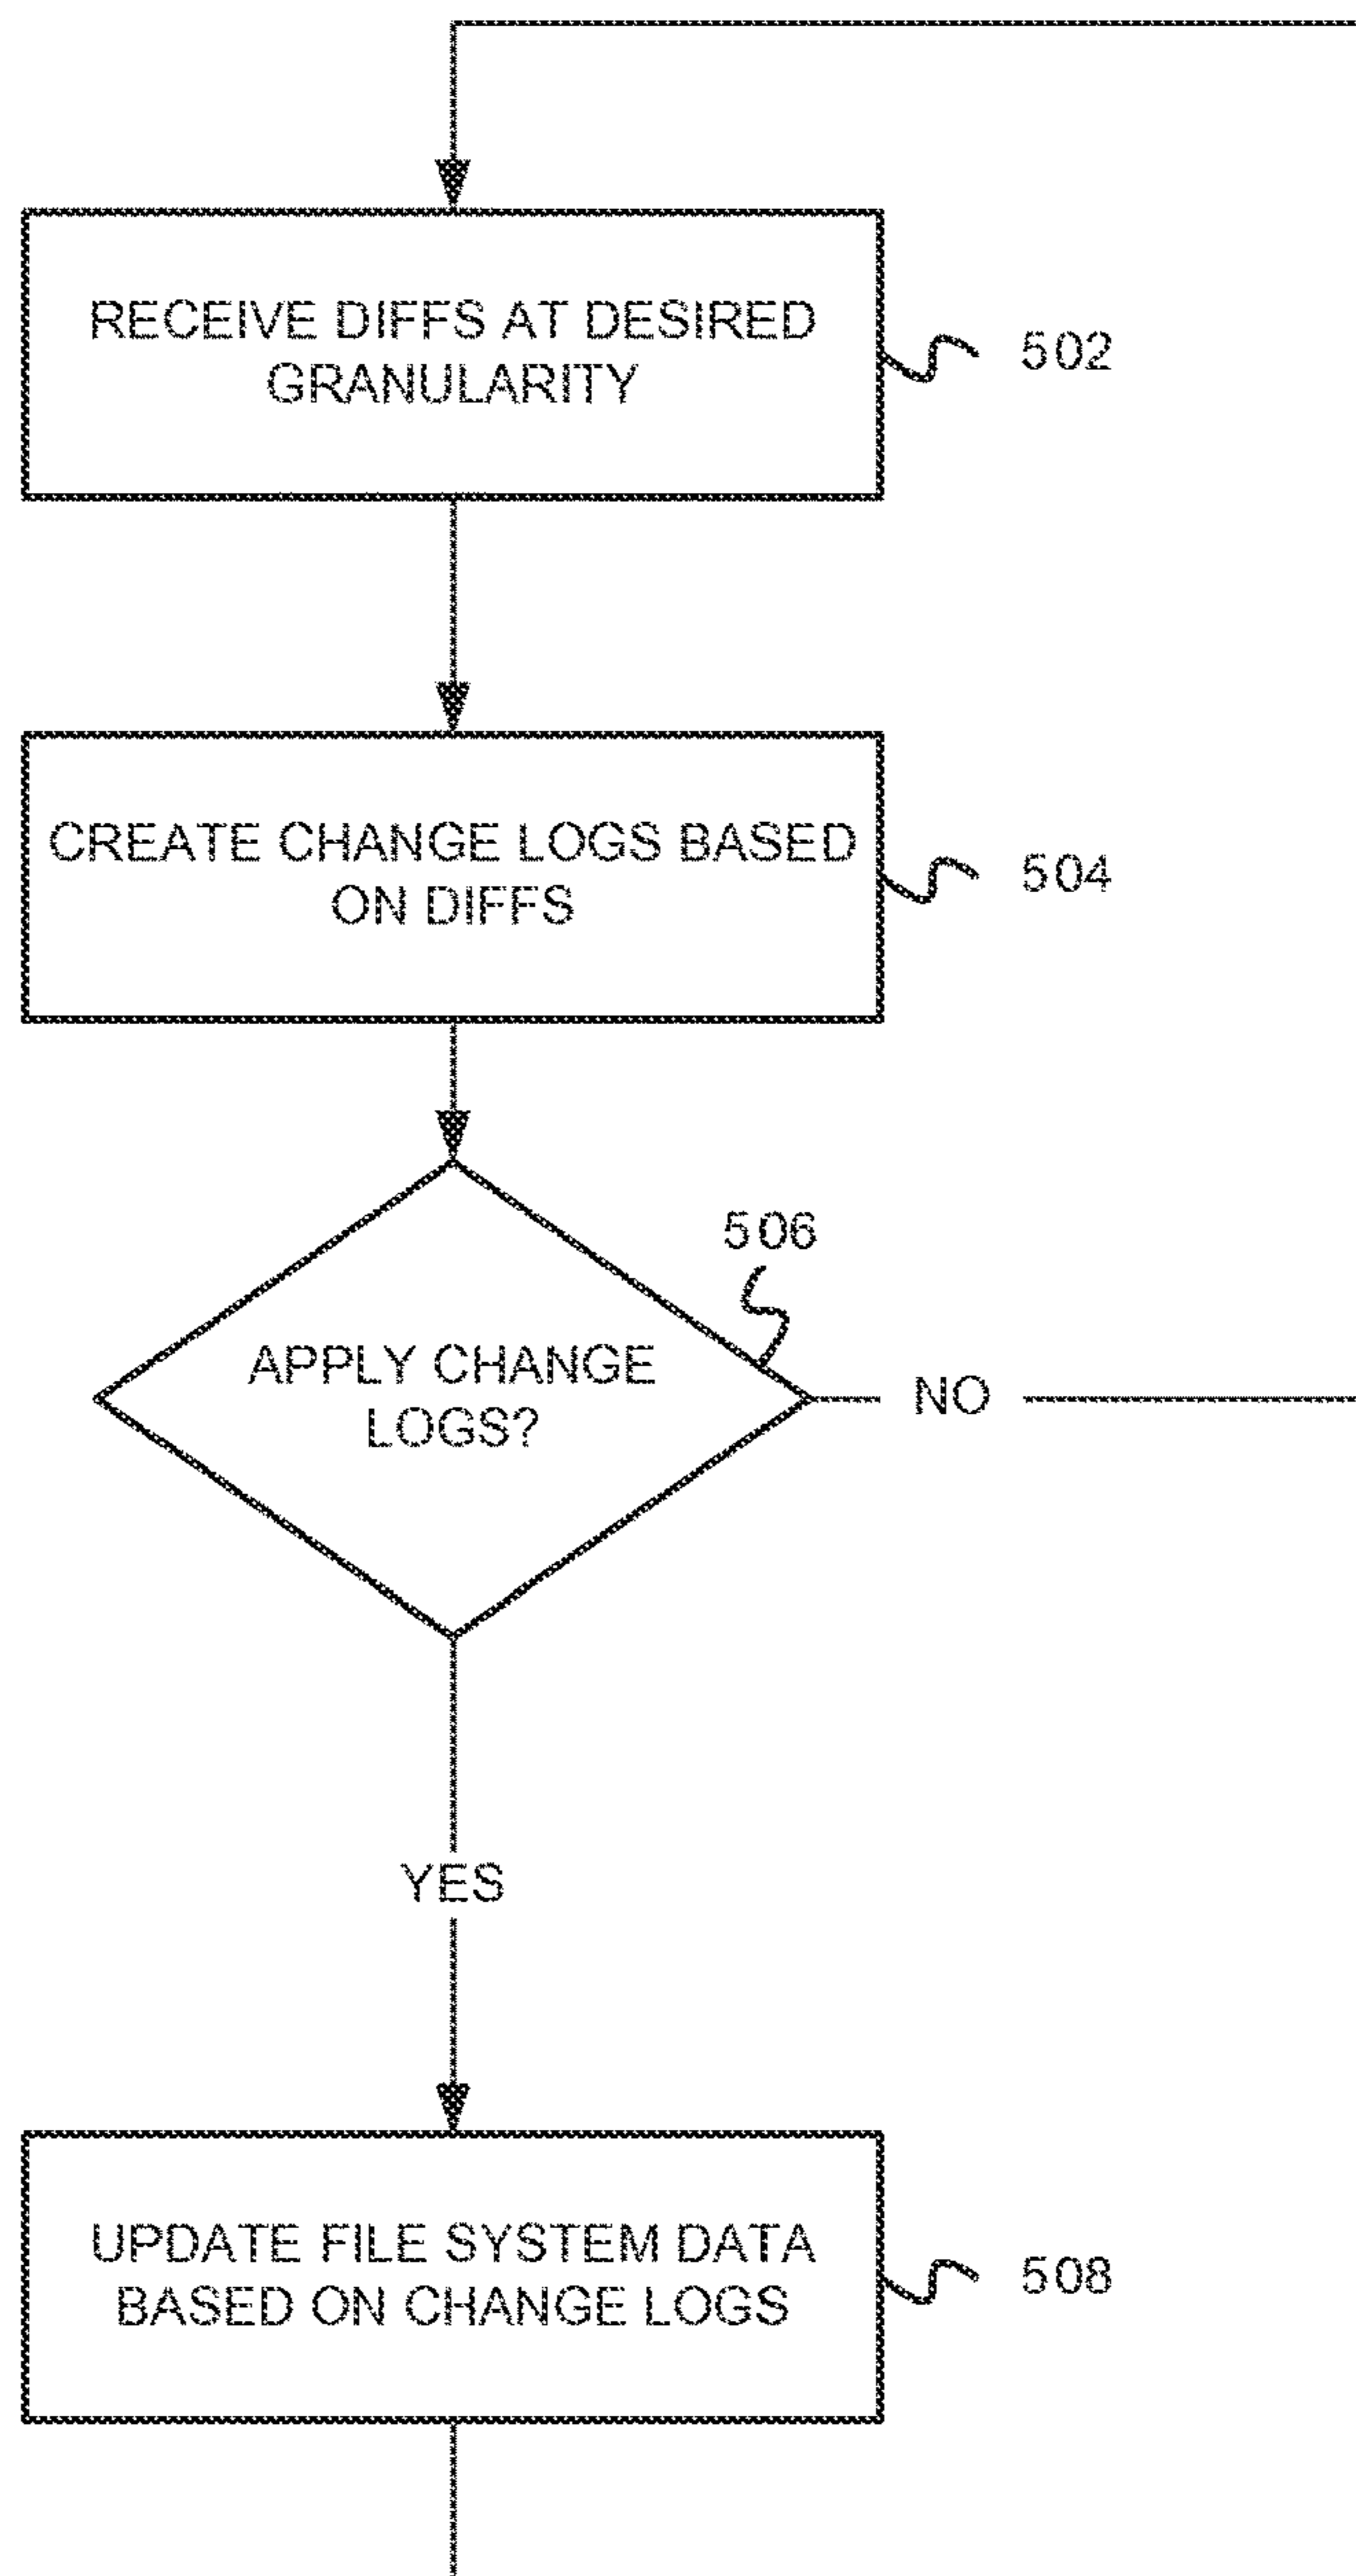 RECEIVE DIFFS AT DESIRED
GRANULARITY
502
CREATE CHANGE LOGS BASED
ON DIFFS
504
506
APPLY CHANGE
LOGS?
NO
YES
UPDATE FILE SYSTEM DATA
BASED ON CHANGE LOGS
508